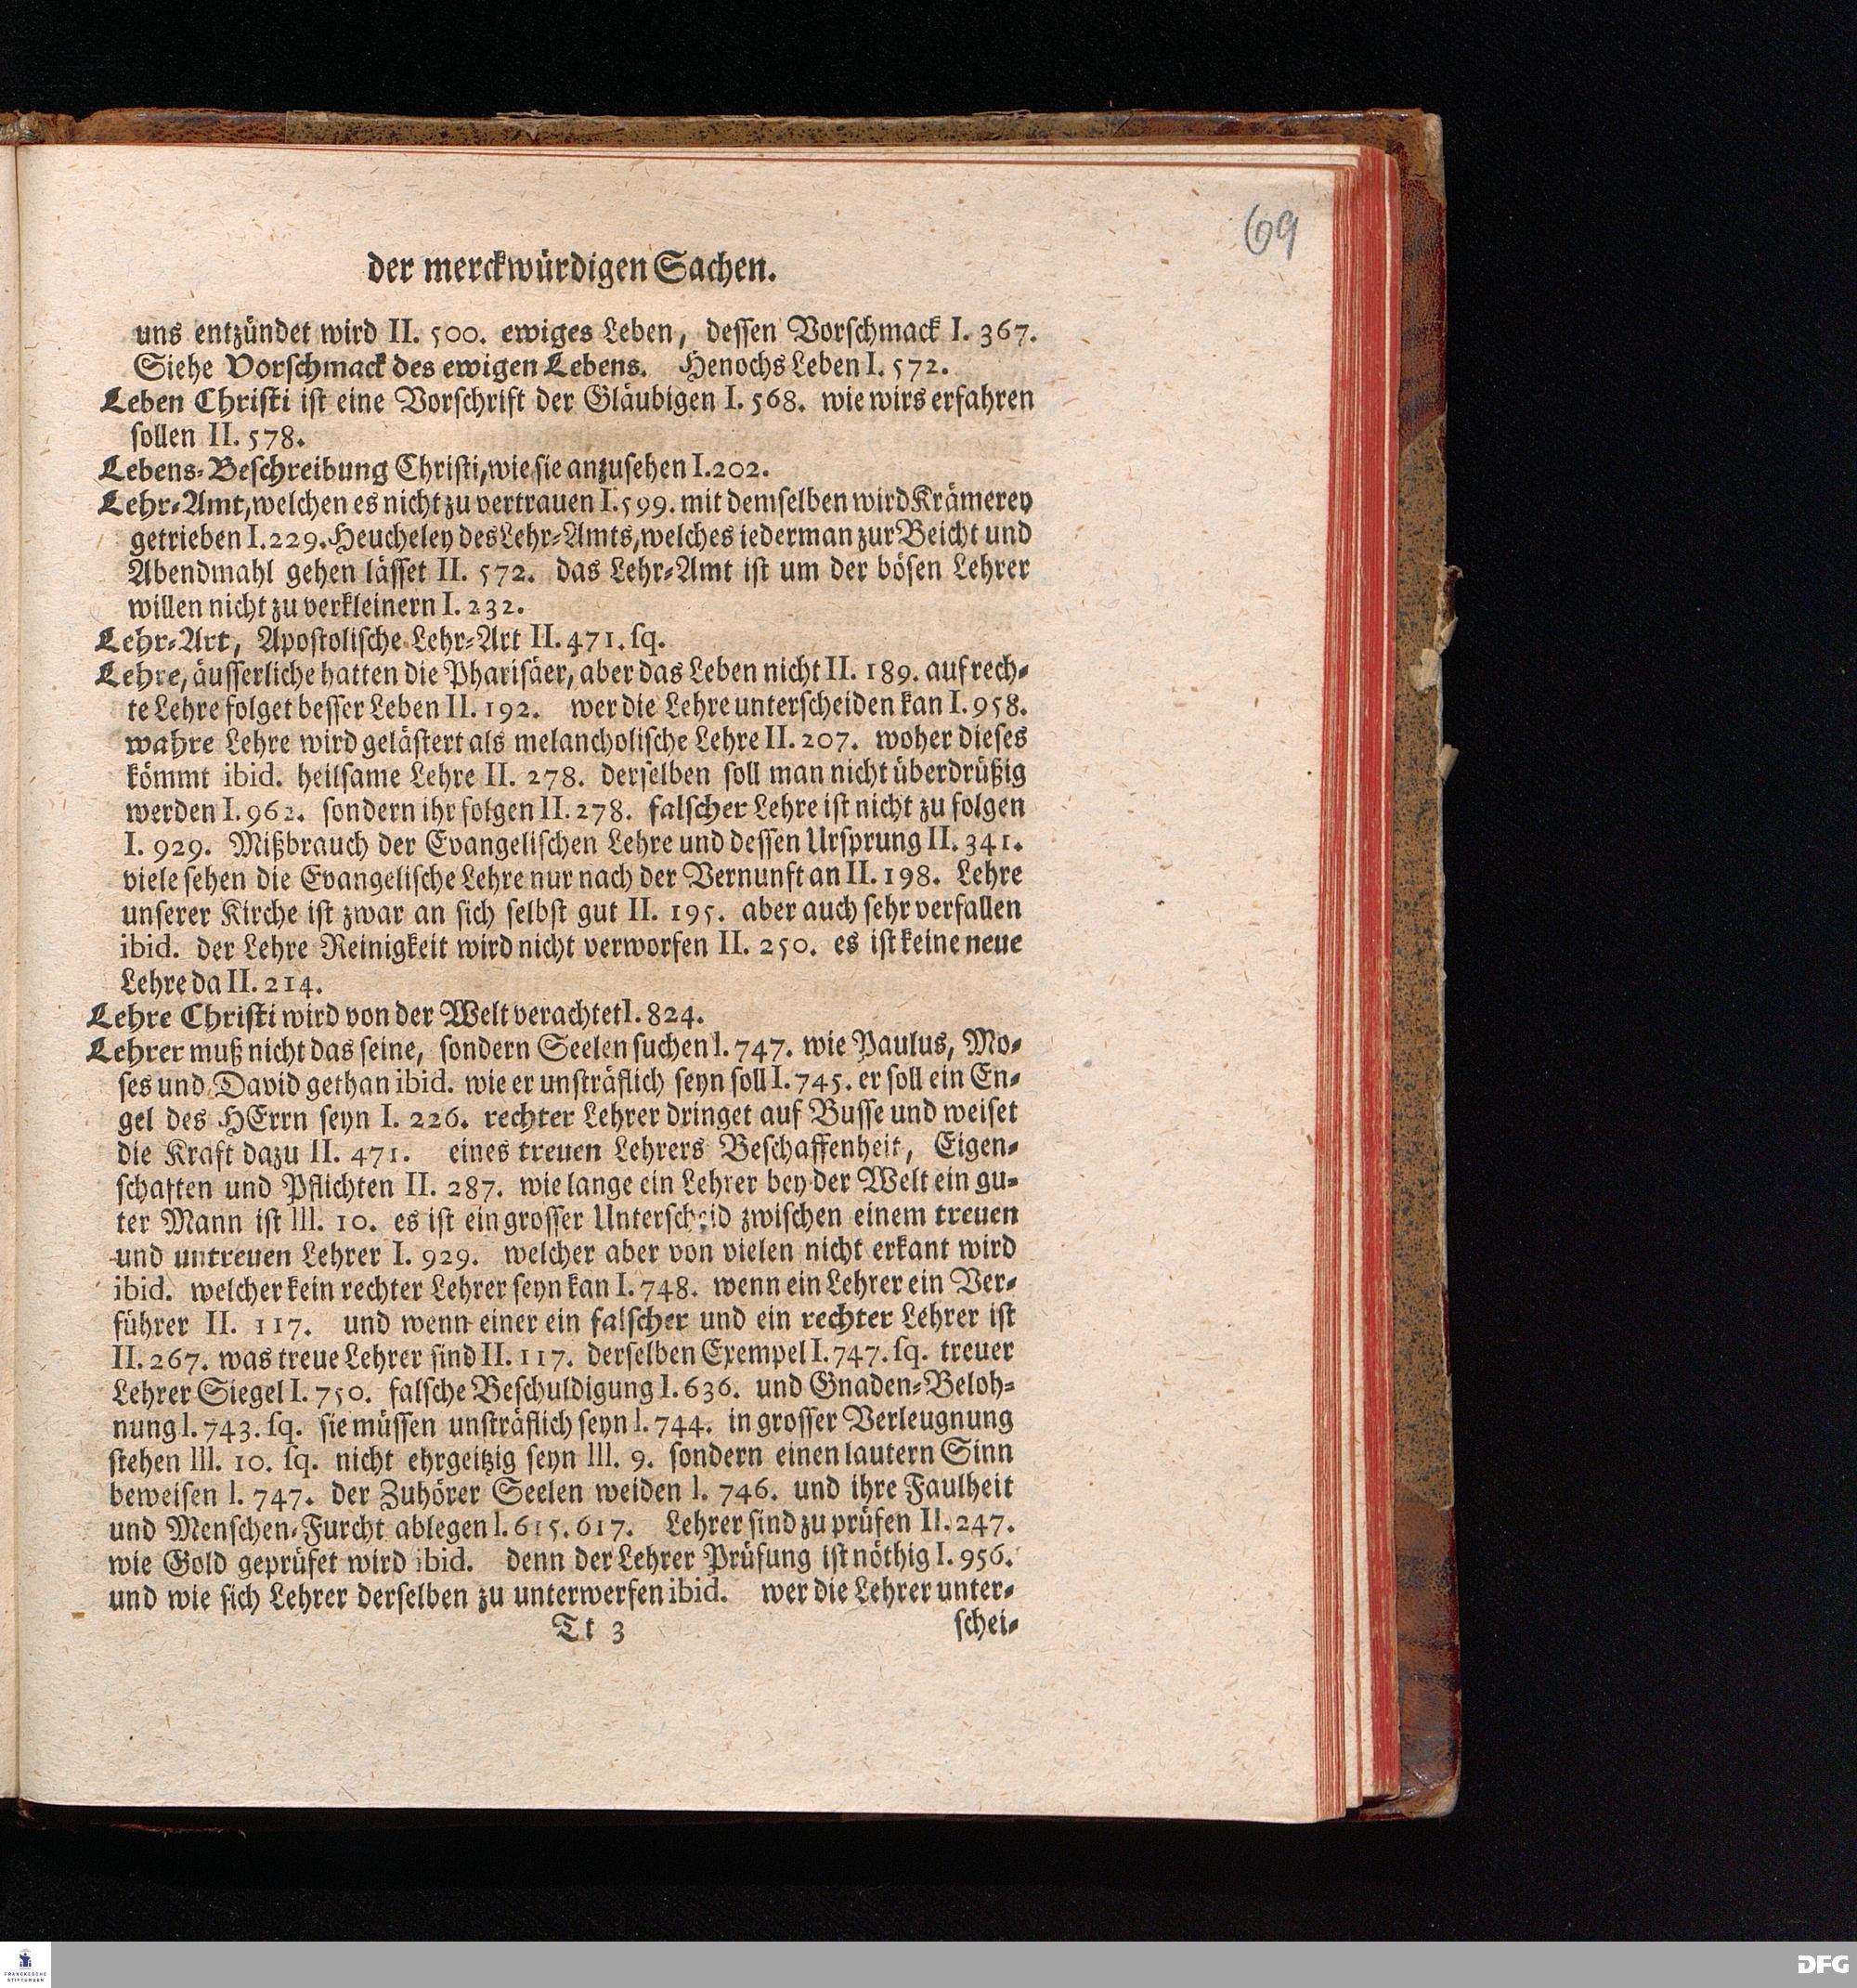 69
der merckwürdigen Sachen.
uns entzündet wird II. 500. ewiges Leben, dessen Vorschmack I. 367.
Siehe Vorschmack des ewigen Lebens. Henochs Leben I. 572.
Leben Christi ist eine Vorschrift der Gläubigen I. 568. wie wirs erfahren
sollen II. 578.
Lebens-Beschreibung Christi, wie sie anzusehen I. 202.
Lehr-Amt, welchen es nicht zu vertrauen I. 599. mit demselben wird Krämerey
getrieben I. 229. Heucheley des Lehr-Amts, welches iederman zur Beicht und
Abendmahl gehen lässet II. 572. das Lehr-Amt ist um der bösen Lehrer
willen nicht zu verkleinern I. 232.
Lehr-Art, Apostolische Lehr-Art II. 471. sq.
Lehre, äusserliche hatten die Pharisäer, aber das Leben nicht II. 189. auf rech-
te Lehre folget besser Leben II. 192. wer die Lehre unterscheiden kan I. 958.
wahre Lehre wird gelästert als melancholische Lehre II. 207. woher dieses
kömmt ibid. heilsame Lehre II. 278. derselben soll man nicht überdrüßig
werden I. 962. sondern ihr folgen II. 278. falscher Lehre ist nicht zu folgen
I. 929. Mißbrauch der Evangelischen Lehre und dessen Ursprung II. 341.
viele sehen die Evangelische Lehre nur nach der Vernunft an II. 198. Lehre
unserer Kirche ist zwar an sich selbst gut II. 195. aber auch sehr verfallen
ibid. der Lehre Reinigkeit wird nicht verworfen II. 250. es ist keine neue
Lehre da II. 214.
Lehre Christi wird von der Welt verachtet I. 824.
Lehrer muß nicht das seine, sondern Seelen suchen I. 747. wie Paulus, Mo-
ses und David gethan ibid. wie er unsträflich seyn soll I. 745. er soll ein En-
gel des HErrn seyn I. 226. rechter Lehrer dringet auf Busse und weiset
die Kraft dazu II. 471. eines treuen Lehrers Beschaffenheit, Eigen-
schaften und Pflichten II. 287. wie lange ein Lehrer bey der Welt ein gu-
ter Mann ist III. 10. es ist ein grosser Unterscheid zwischen einem treuen
und untreuen Lehrer I. 929. welcher aber von vielen nicht erkant wird
ibid. welcher kein rechter Lehrer seyn kan I. 748. wenn ein Lehrer ein Ver-
führer II. 117. und wenn einer ein falscher und ein rechter Lehrer ist
II. 267. was treue Lehrer sind II. 117. derselben Exempel I. 747. sq. treuer
Lehrer Siegel I. 750. falsche Beschuldigung I. 636. und Gnaden-Beloh-
nung I. 743. sq. sie müssen unsträflich seyn I. 744. in grosser Verleugnung
stehen III. 10. sq. nicht ehrgeitzig seyn III. 9. sondern einen lautern Sinn
beweisen I. 747. der Zuhörer Seelen weiden I. 746. und ihre Faulheit
und Menschen-Furcht ablegen I. 615. 617. Lehrer sind zu prüfen II. 247.
wie Gold geprüfet wird ibid. denn der Lehrer Prüfung ist nöthig I. 956.
und wie sich Lehrer derselben zu unterwerfen ibid. wer die Lehrer unter-
Tt 3 schei-
FRANCKESCHE
STIFTUNGEN
DFG